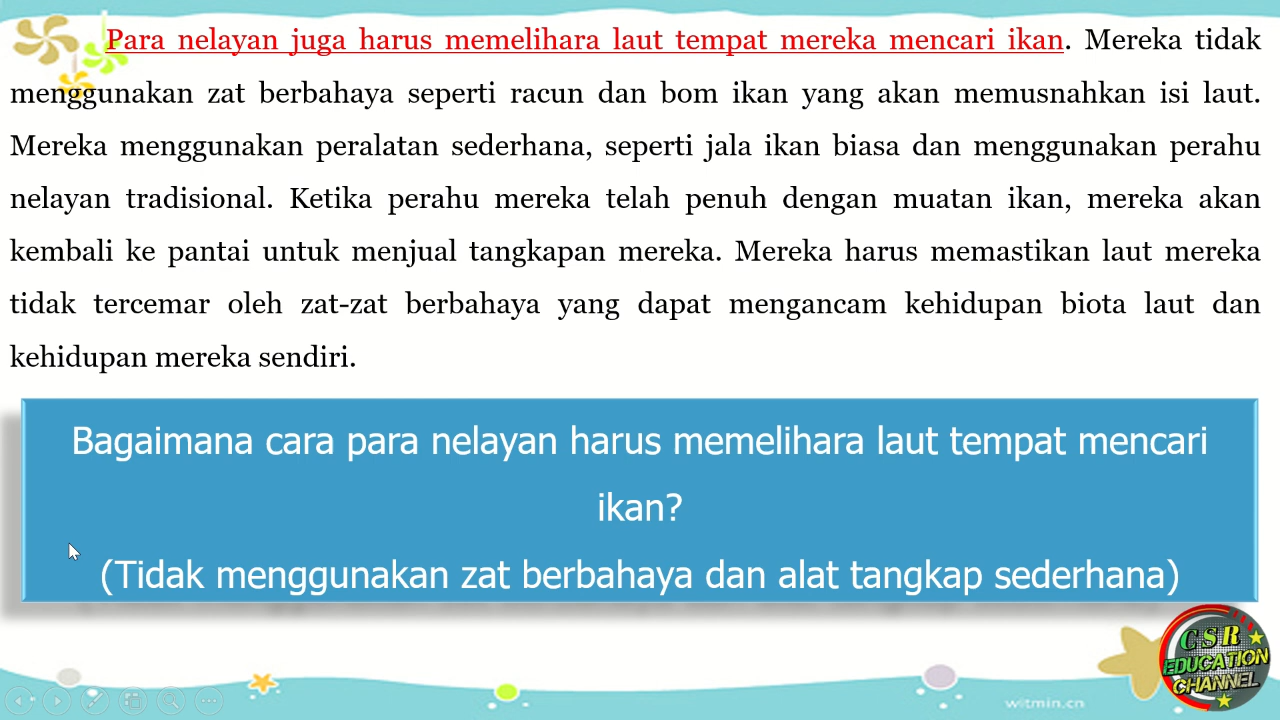 Para nelayan juga harus memelihara laut tempat mereka mencari ikan. Mereka tidak
menggunakan zat berbahaya seperti racun dan bom ikan yang akan memusnahkan isi laut.
Mereka menggunakan peralatan sederhana, seperti jala ikan biasa dan menggunakan perahu
nelayan tradisional. Ketika perahu mereka telah penuh dengan muatan ikan, mereka akan
kembali ke pantai untuk menjual tangkapan mereka. Mereka harus memastikan laut mereka
tidak tercemar oleh zat-zat berbahaya yang dapat mengancam kehidupan biota laut dan
kehidupan mereka sendiri.
Bagaimana cara para nelayan harus memelihara laut tempat mencari
ikan?
(Tidak menggunakan zat berbahaya dan alat tangkap sederhana)
CSR
EDUCATION
CHANNEL
witmin.cn